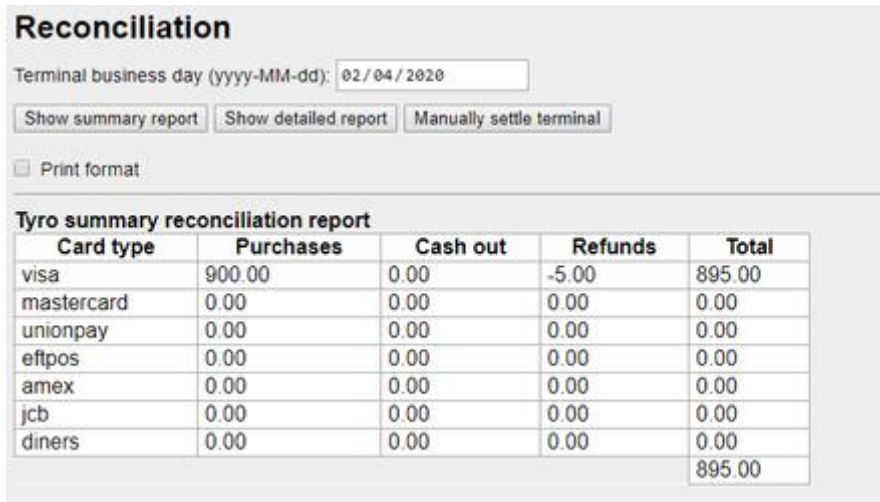 Reconciliation
Terminal business day (yyyy-MM-dd): 02/04/2020
Show summary report Show detailed report Manually settle terminal
Print format
Tyro summary reconciliation report
Card type Purchases Cash out Refunds Total
visa 900.00 0.00 -5.00 895.00
mastercard 0.00 0.00 0.00 0.00
unionpay 0.00 0.00 0.00 0.00
eftpos 0.00 0.00 0.00 0.00
amex 0.00 0.00 0.00 0.00
jcb 0.00 0.00 0.00 0.00
diners 0.00 0.00 0.00 0.00
895.00